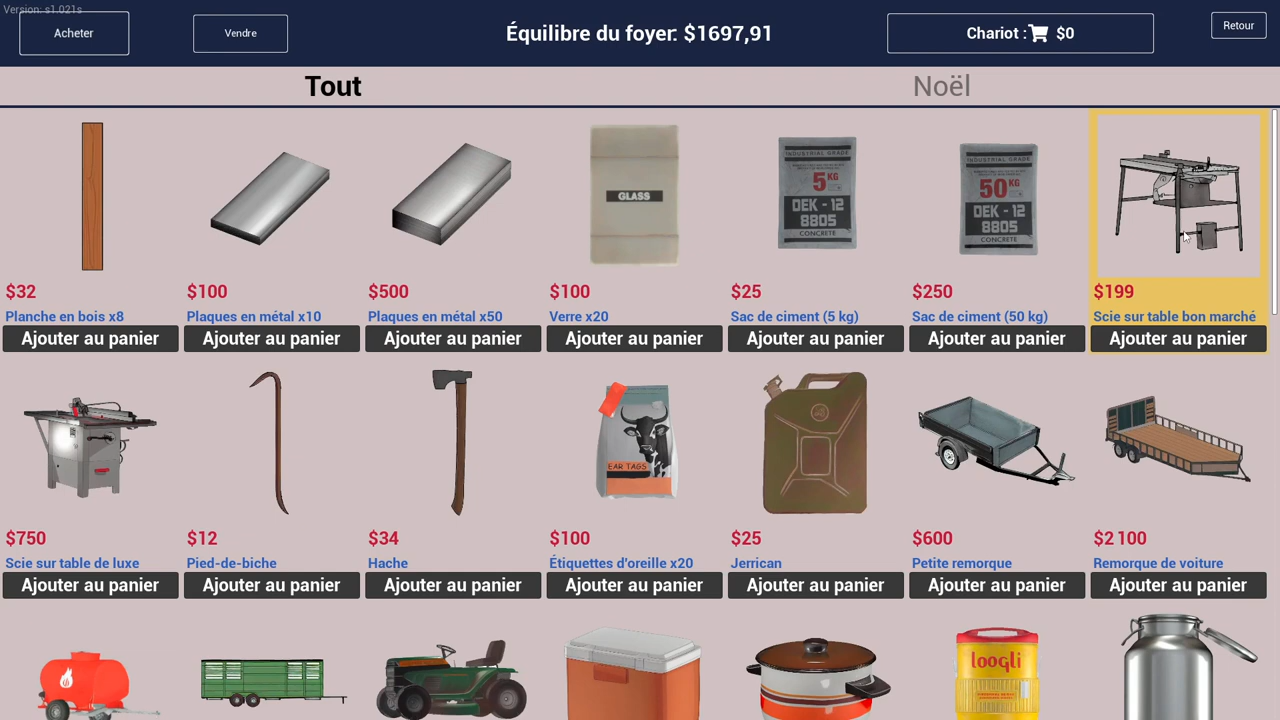 Version: s1.021s
Acheter
Vendre
Équilibre du foyer: $1697,91
Chariot : $0
Retour
Tout
Noël
GLASS
INDUSTRIAL GRADE
5 KG
DEK - 12
8805
CONCRETE
INDUSTRIAL GRADE
50 KG
DEK - 12
8805
CONCRETE
$32
$100
$500
$100
$25
$250
$199
Planche en bois x8
Plaques en métal x10
Plaques en métal x50
Verre x20
Sac de ciment (5 kg)
Sac de ciment (50 kg)
Scie sur table bon marché
Ajouter au panier
Ajouter au panier
Ajouter au panier
Ajouter au panier
Ajouter au panier
Ajouter au panier
Ajouter au panier
EAR TAGS
$750
$12
$34
$100
$25
$600
$2 100
Scie sur table de luxe
Pied-de-biche
Hache
Étiquettes d'oreille x20
Jerrican
Petite remorque
Remorque de voiture
Ajouter au panier
Ajouter au panier
Ajouter au panier
Ajouter au panier
Ajouter au panier
Ajouter au panier
Ajouter au panier
looqli